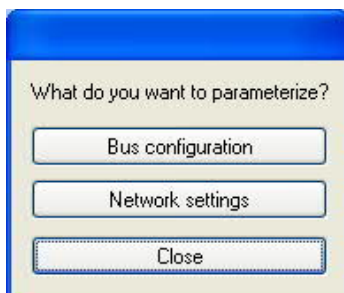 What do you want to parameterize?
Bus configuration
Network settings
Close